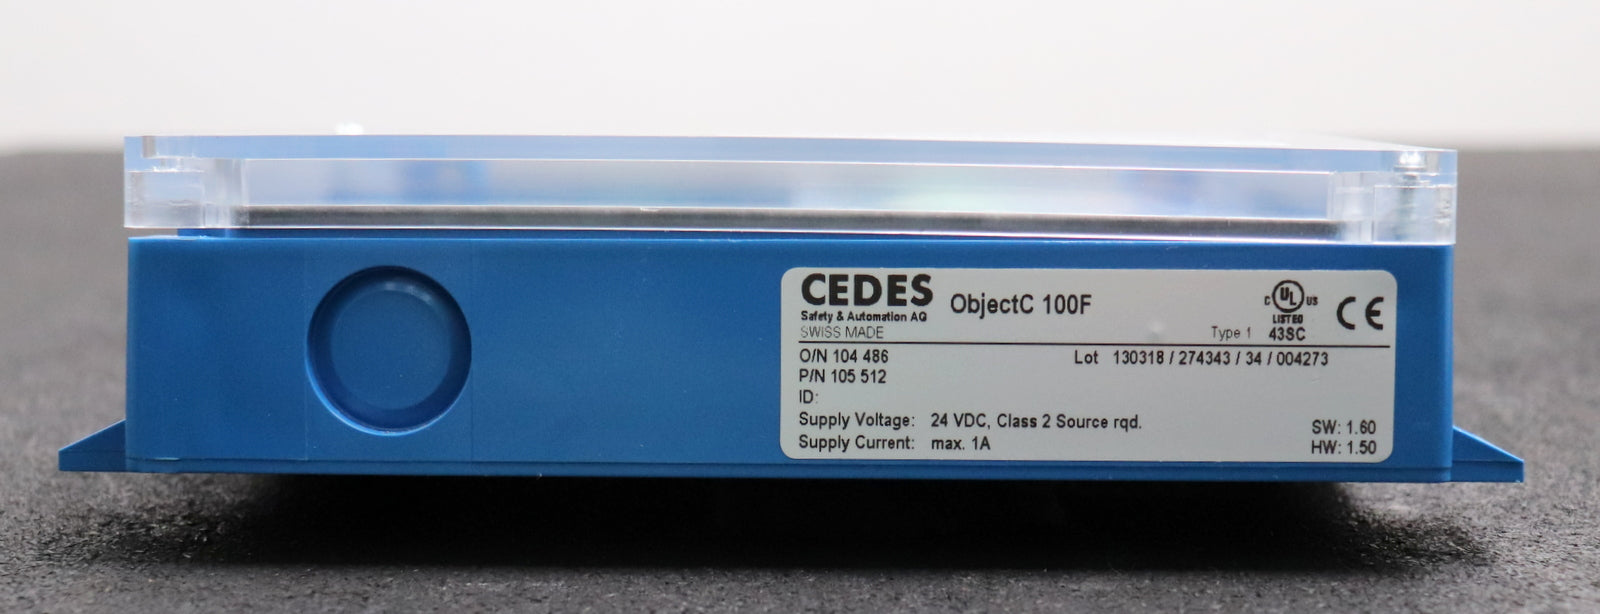 CEDES ObjectC 100F
Safety & Automation AG
SWISS MADE
C UL US
LISTED
Type 1 43SC
CE
O/N 104 486 Lot 130318 / 274343 / 34 / 004273
P/N 105 512
ID:
Supply Voltage: 24 VDC, Class 2 Source rqd. SW: 1.60
Supply Current: max. 1A HW: 1.50